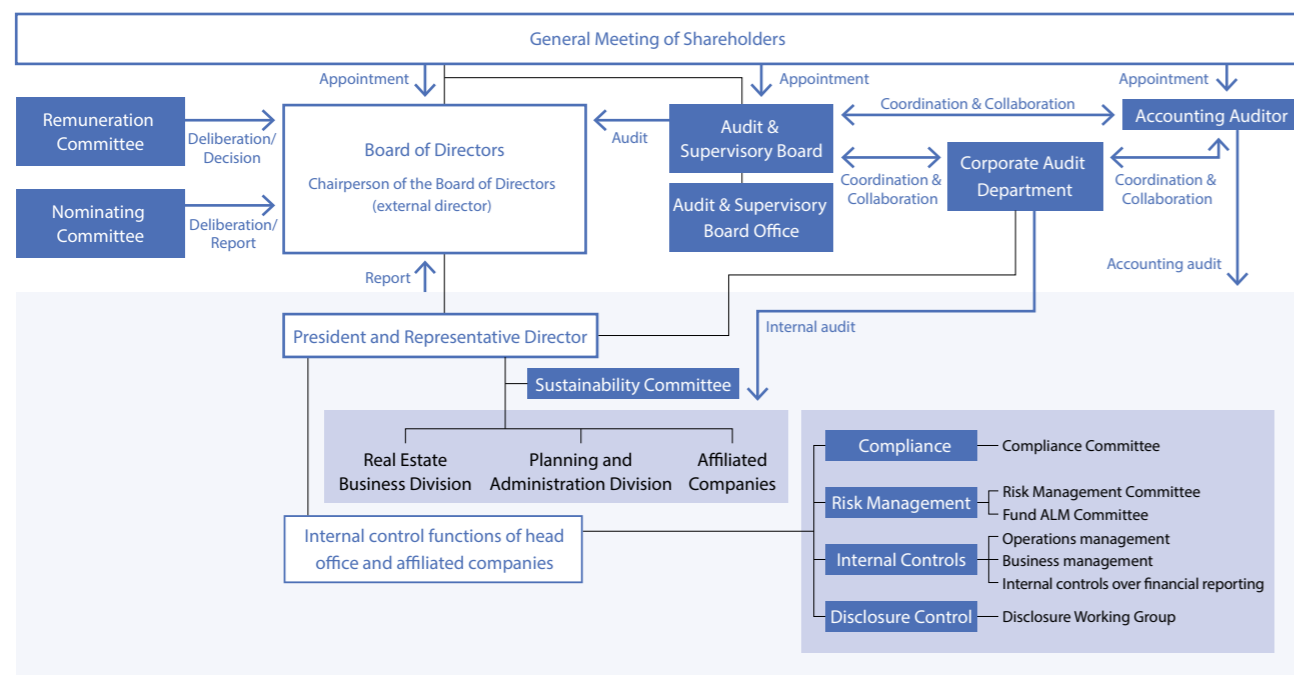 General Meeting of Shareholders
Appointment
Appointment
Appointment
Remuneration
Committee
Deliberation/
Decision
Board of Directors
Chairperson of the Board of Directors
(external director)
Audit
Audit &
Supervisory Board
Coordination & Collaboration
Accounting Auditor
Nominating
Committee
Deliberation/
Report
Audit & Supervisory
Board Office
Coordination &
Collaboration
Corporate Audit
Department
Coordination &
Collaboration
Report
Accounting audit
President and Representative Director
Internal audit
Sustainability Committee
Real Estate
Business Division
Planning and
Administration Division
Affiliated
Companies
Internal control functions of head
office and affiliated companies
Compliance
Compliance Committee
Risk Management
Risk Management Committee
Fund ALM Committee
Internal Controls
Operations management
Business management
Internal controls over financial reporting
Disclosure Control
Disclosure Working Group